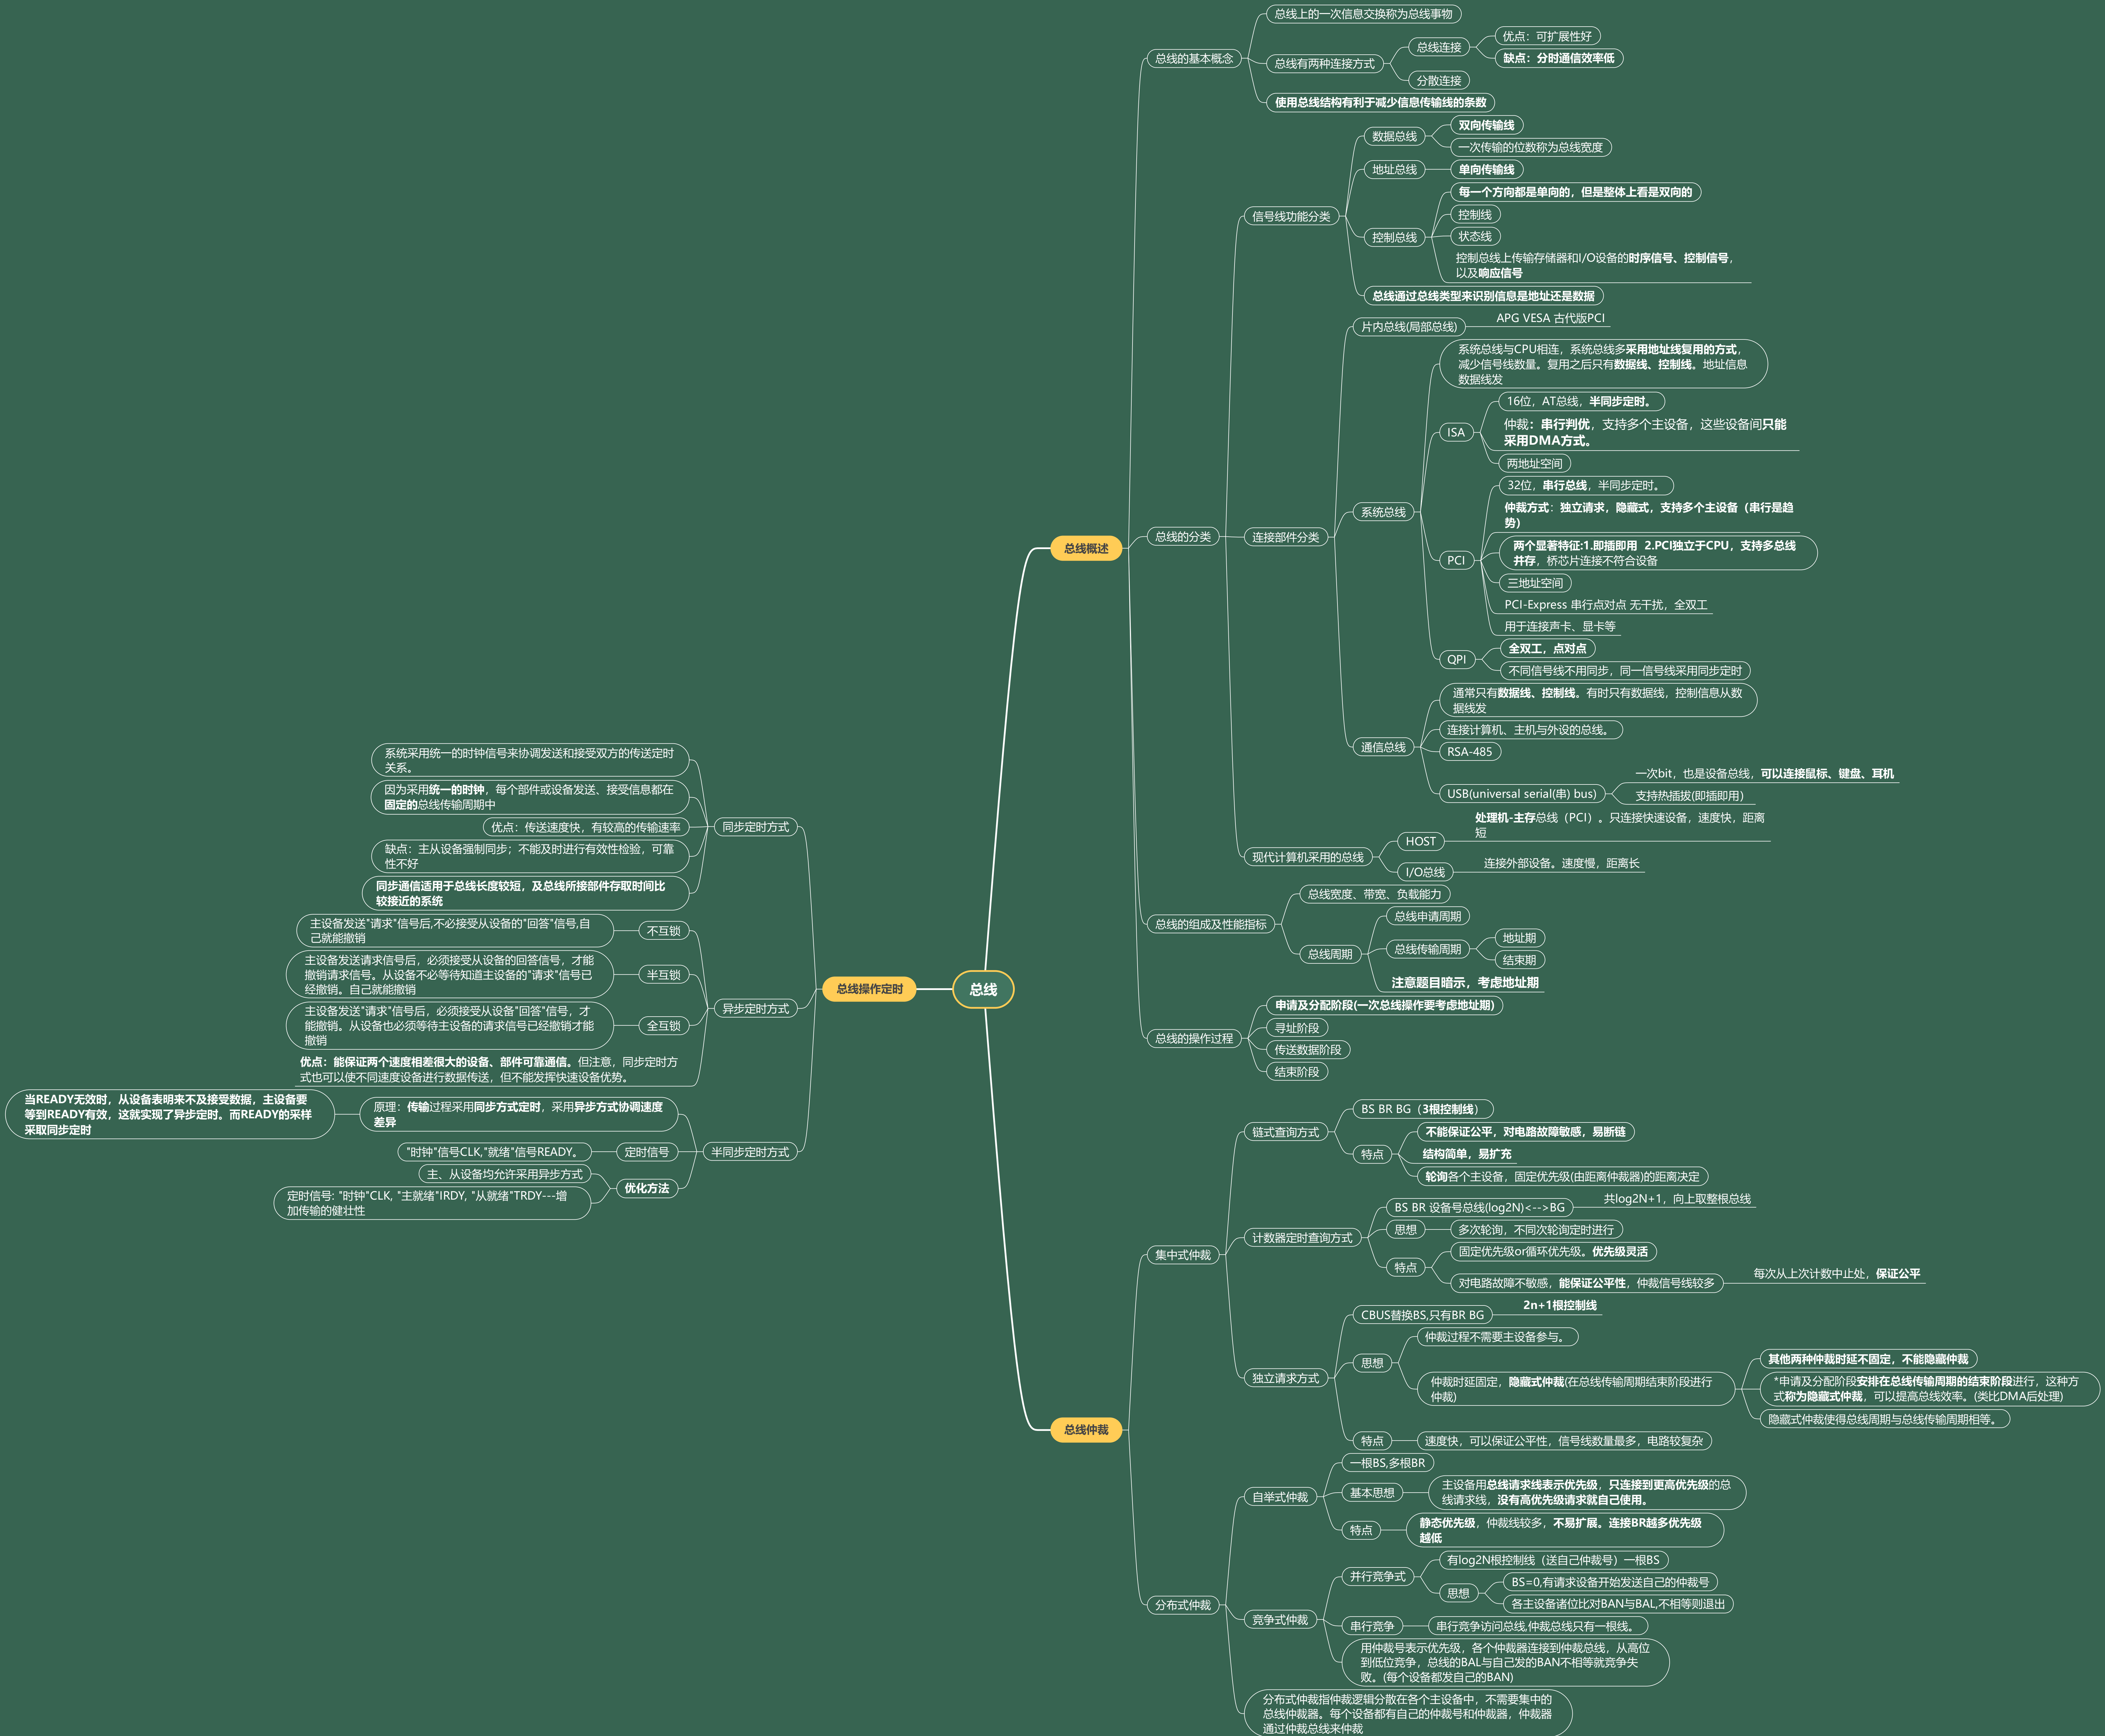 总线
总线概述
总线的基本概念
总线上的一次信息交换称为总线事物
总线有两种连接方式
总线连接
优点：可扩展性好
缺点：分时通信效率低
分散连接
使用总线结构有利于减少信息传输线的条数
总线的分类
信号线功能分类
数据总线
双向传输线
一次传输的位数称为总线宽度
地址总线
单向传输线
控制总线
每一个方向都是单向的，但是整体上看是双向的
控制线
状态线
控制总线上传输存储器和I/O设备的时序信号、控制信号，
以及响应信号
总线通过总线类型来识别信息是地址还是数据
连接部件分类
片内总线(局部总线)
APG VESA 古代版PCI
系统总线
系统总线与CPU相连，系统总线多采用地址线复用的方式，
减少信号线数量。复用之后只有数据线、控制线。地址信息
数据线发
ISA
16位，AT总线，半同步定时。
仲裁：串行判优，支持多个主设备，这些设备间只能
采用DMA方式。
两地址空间
PCI
32位，串行总线，半同步定时。
仲裁方式：独立请求，隐藏式，支持多个主设备（串行是趋
势）
两个显著特征:1.即插即用 2.PCI独立于CPU，支持多总线
并存，桥芯片连接不符合设备
三地址空间
PCI-Express 串行点对点 无干扰，全双工
用于连接声卡、显卡等
QPI
全双工，点对点
不同信号线不用同步，同一信号线采用同步定时
通信总线
通常只有数据线、控制线。有时只有数据线，控制信息从数
据线发
连接计算机、主机与外设的总线。
RSA-485
USB(universal serial(串) bus)
一次bit，也是设备总线，可以连接鼠标、键盘、耳机
支持热插拔(即插即用)
现代计算机采用的总线
HOST
处理机-主存总线（PCI）。只连接快速设备，速度快，距离
短
I/O总线
连接外部设备。速度慢，距离长
总线的组成及性能指标
总线宽度、带宽、负载能力
总线周期
总线申请周期
总线传输周期
地址期
结束期
注意题目暗示，考虑地址期
总线的操作过程
申请及分配阶段(一次总线操作要考虑地址期)
寻址阶段
传送数据阶段
结束阶段
总线仲裁
集中式仲裁
链式查询方式
BS BR BG（3根控制线）
特点
不能保证公平，对电路故障敏感，易断链
结构简单，易扩充
轮询各个主设备，固定优先级(由距离仲裁器)的距离决定
计数器定时查询方式
BS BR 设备号总线(log2N)<-->BG
共log2N+1，向上取整根总线
思想
多次轮询，不同次轮询定时进行
特点
固定优先级or循环优先级。优先级灵活
对电路故障不敏感，能保证公平性，仲裁信号线较多
每次从上次计数中止处，保证公平
独立请求方式
CBUS替换BS,只有BR BG
2n+1根控制线
思想
仲裁过程不需要主设备参与。
仲裁时延固定，隐藏式仲裁(在总线传输周期结束阶段进行
仲裁)
其他两种仲裁时延不固定，不能隐藏仲裁
*申请及分配阶段安排在总线传输周期的结束阶段进行，这种方
式称为隐藏式仲裁，可以提高总线效率。(类比DMA后处理)
隐藏式仲裁使得总线周期与总线传输周期相等。
特点
速度快，可以保证公平性，信号线数量最多，电路较复杂
分布式仲裁
自举式仲裁
一根BS,多根BR
基本思想
主设备用总线请求线表示优先级，只连接到更高优先级的总
线请求线，没有高优先级请求就自己使用。
特点
静态优先级，仲裁线较多，不易扩展。连接BR越多优先级
越低
竞争式仲裁
并行竞争式
有log2N根控制线（送自己仲裁号）一根BS
思想
BS=0,有请求设备开始发送自己的仲裁号
各主设备诸位比对BAN与BAL,不相等则退出
串行竞争
串行竞争访问总线,仲裁总线只有一根线。
用仲裁号表示优先级，各个仲裁器连接到仲裁总线，从高位
到低位竞争，总线的BAL与自己发的BAN不相等就竞争失
败。(每个设备都发自己的BAN)
分布式仲裁指仲裁逻辑分散在各个主设备中，不需要集中的
总线仲裁器。每个设备都有自己的仲裁号和仲裁器，仲裁器
通过仲裁总线来仲裁
总线操作定时
同步定时方式
系统采用统一的时钟信号来协调发送和接受双方的传送定时
关系。
因为采用统一的时钟，每个部件或设备发送、接受信息都在
固定的总线传输周期中
优点：传送速度快，有较高的传输速率
缺点：主从设备强制同步；不能及时进行有效性检验，可靠
性不好
同步通信适用于总线长度较短，及总线所接部件存取时间比
较接近的系统
异步定时方式
不互锁
主设备发送"请求"信号后,不必接受从设备的"回答"信号,自
己就能撤销
半互锁
主设备发送请求信号后，必须接受从设备的回答信号，才能
撤销请求信号。从设备不必等待知道主设备的"请求"信号已
经撤销。自己就能撤销
全互锁
主设备发送"请求"信号后，必须接受从设备"回答"信号，才
能撤销。从设备也必须等待主设备的请求信号已经撤销才能
撤销
优点：能保证两个速度相差很大的设备、部件可靠通信。但注意，同步定时方
式也可以使不同速度设备进行数据传送，但不能发挥快速设备优势。
半同步定时方式
原理：传输过程采用同步方式定时，采用异步方式协调速度
差异
当READY无效时，从设备表明来不及接受数据，主设备要
等到READY有效，这就实现了异步定时。而READY的采样
采取同步定时
定时信号
"时钟"信号CLK,"就绪"信号READY。
优化方法
主、从设备均允许采用异步方式
定时信号: "时钟"CLK, "主就绪"IRDY, "从就绪"TRDY---增
加传输的健壮性